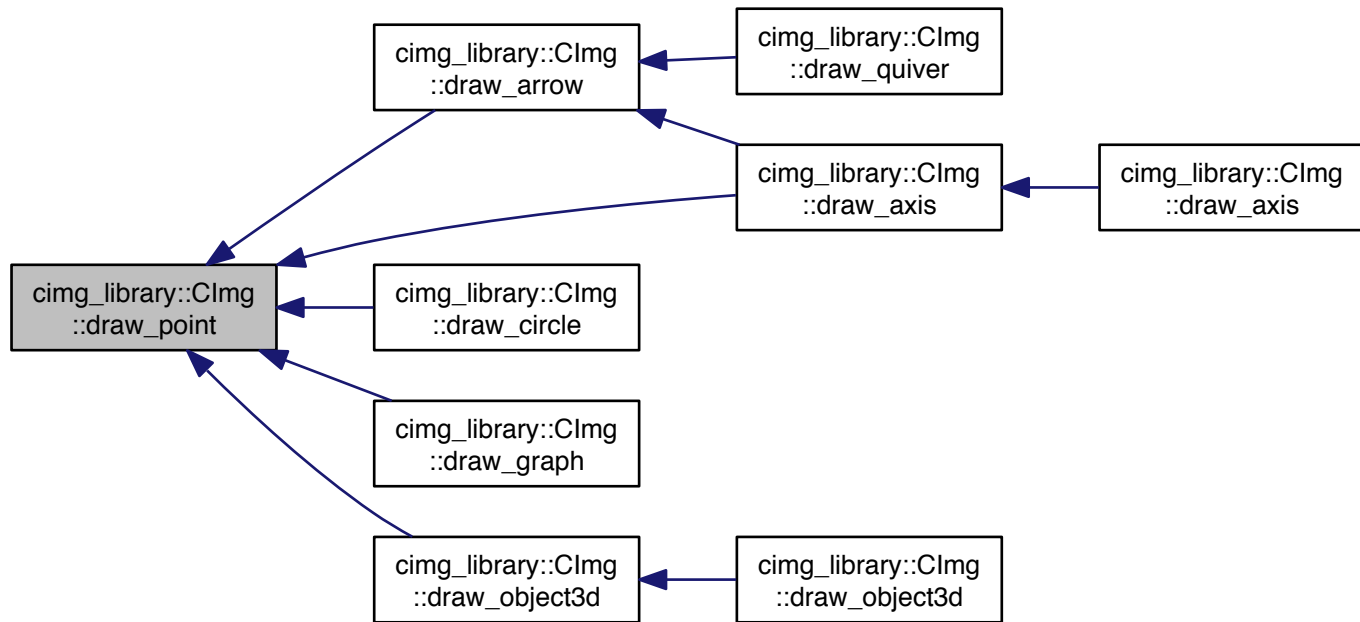 cimg_library::CImg
::draw_arrow
cimg_library::CImg
::draw_quiver
cimg_library::CImg
::draw_axis
cimg_library::CImg
::draw_axis
cimg_library::CImg
::draw_point
cimg_library::CImg
::draw_circle
cimg_library::CImg
::draw_graph
cimg_library::CImg
::draw_object3d
cimg_library::CImg
::draw_object3d